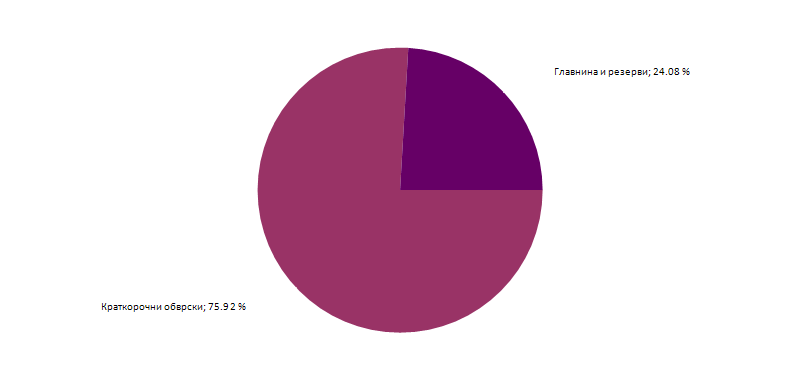 Главнина и резерви; 24.08 %
Краткорочни обврски; 75.92 %